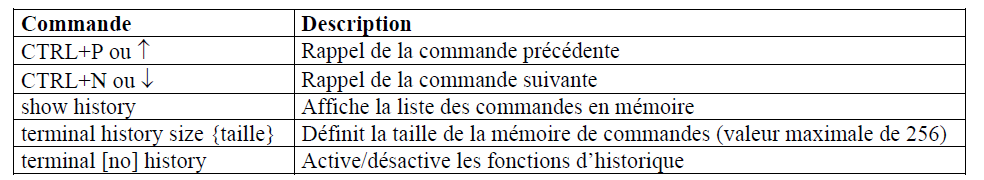 Commande Description
CTRL+P ou ↑ Rappel de la commande précédente
CTRL+N ou ↓ Rappel de la commande suivante
show history Affiche la liste des commandes en mémoire
terminal history size {taille} Définit la taille de la mémoire de commandes (valeur maximale de 256)
terminal [no] history Active/désactive les fonctions d’historique